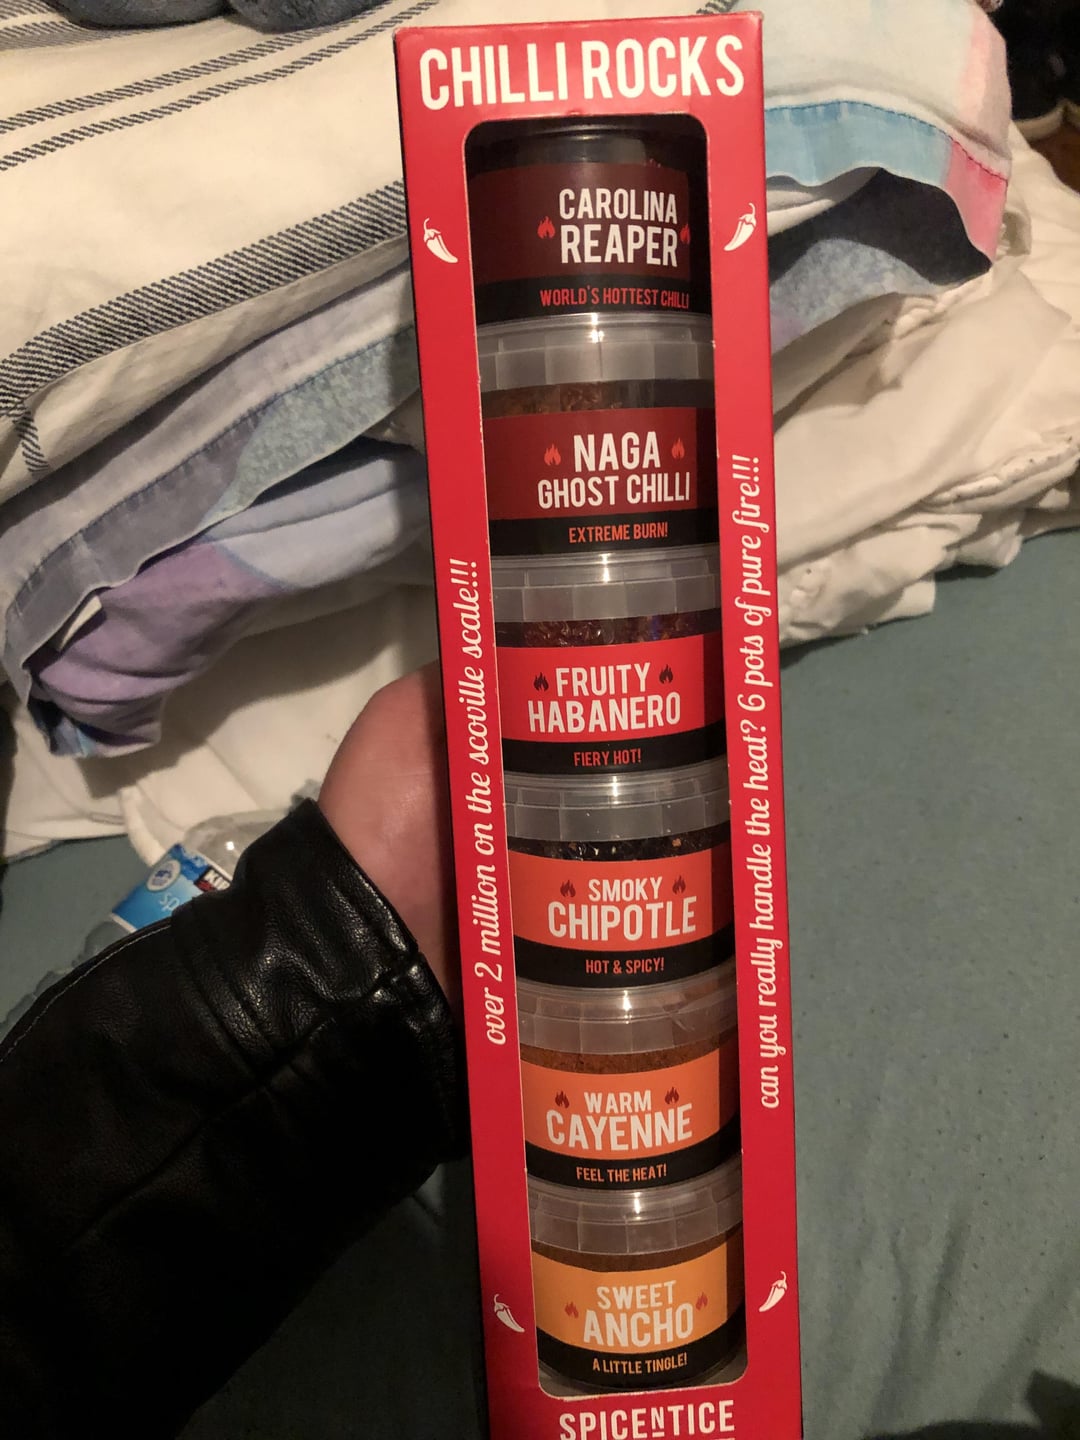 CHILLI ROCKS
CAROLINA
REAPER
WORLD'S HOTTEST CHILLI
NAGA
GHOST CHILLI
EXTREME BURN!
FRUITY
HABANERO
FIERY HOT!
SMOKY
CHIPOTLE
HOT & SPICY!
WARM
CAYENNE
FEEL THE HEAT!
SWEET
ANCHO
A LITTLE TINGLE!
over 2 million on the scoville scale!!!
can you really handle the heat? 6 pots of pure fire!!!
SPICENTICE